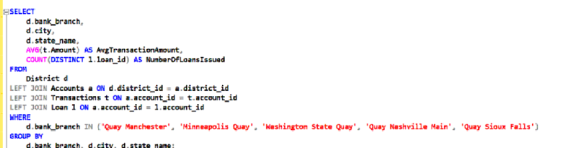 SELECT
d.bank_branch,
d.city,
d.state_name,
AVG(t.Amount) AS AvgTransactionAmount,
COUNT(DISTINCT l.loan_id) AS NumberOfLoansIssued
FROM
District d
LEFT JOIN Accounts a ON d.district_id = a.district_id
LEFT JOIN Transactions t ON a.account_id = t.account_id
LEFT JOIN Loan l ON a.account_id = l.account_id
WHERE
d.bank_branch IN ('Quay Manchester', 'Minneapolis Quay', 'Washington State Quay', 'Quay Nashville Main', 'Quay Sioux Falls')
GROUP BY
d.bank_branch, d.city, d.state_name;